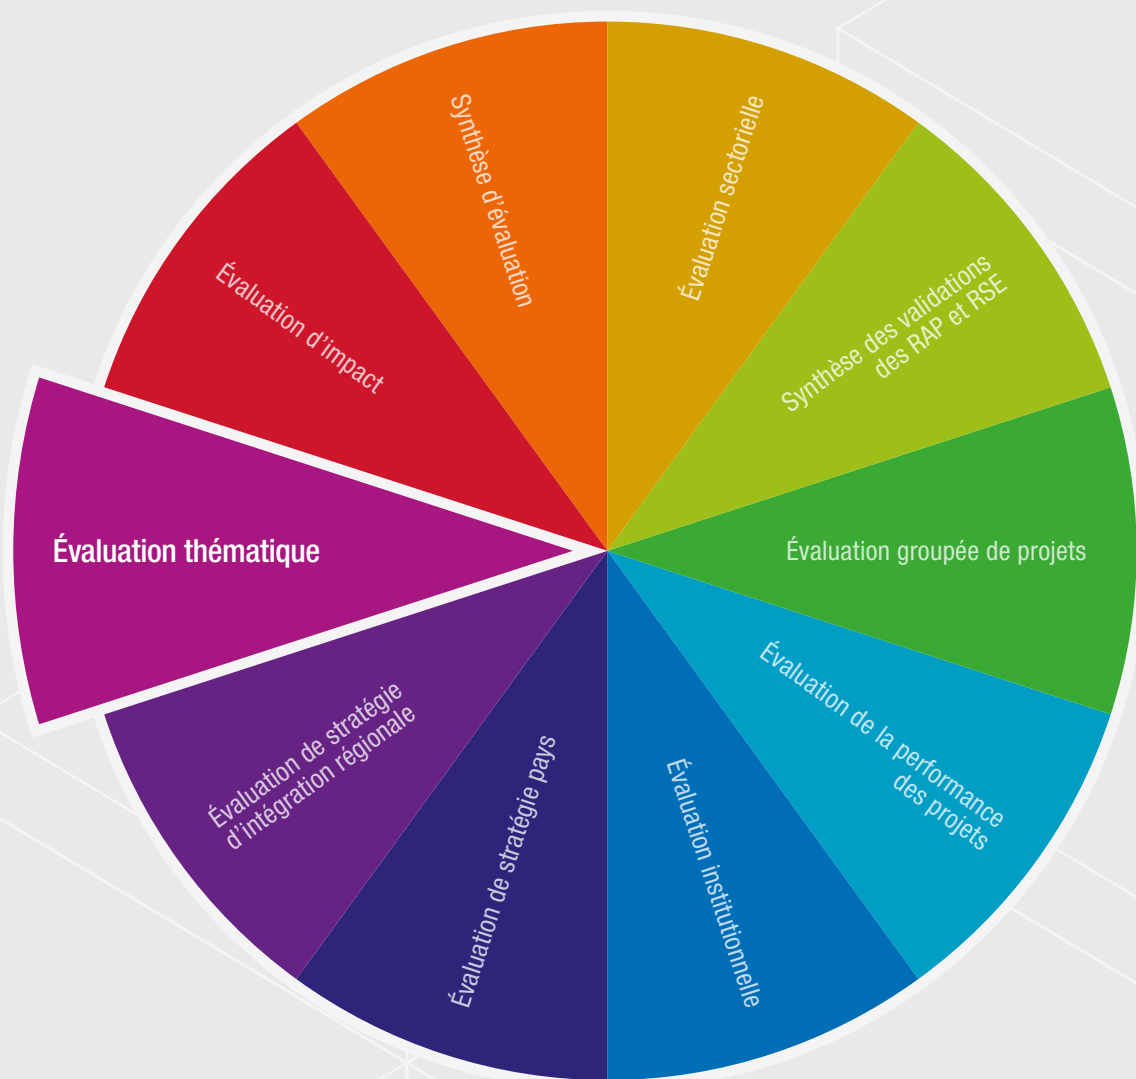 Synthèse d'évaluation
Évaluation sectorielle
Synthèse des validations
des RAP et RSE
Évaluation groupée de projets
Évaluation de la performance
des projets
Évaluation institutionnelle
Évaluation de stratégie pays
Évaluation de stratégie
d'intégration régionale
Évaluation thématique
Évaluation d'impact